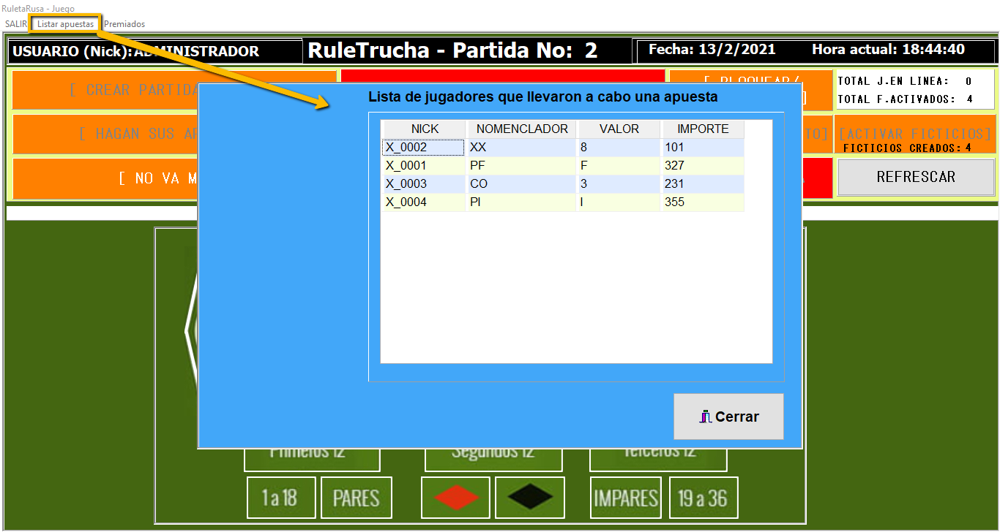 RuletaRusa - Juego
SALIR Listar apuestas Premiados
USUARIO (Nick):ADMINISTRADOR RuleTrucha - Partida No: 2 Fecha: 13/2/2021 Hora actual: 18:44:40
[ CREAR PARTIDA
[ BLOQUEAR/
]
TOTAL J.EN LINEA: 0
TOTAL F.ACTIVADOS: 4
Lista de jugadores que llevaron a cabo una apuesta
[ HAGAN SUS AP
TO] [ACTIVAR FICTICIOS]
FICTICIOS CREADOS: 4
[ NO VA M
REFRESCAR
NICK NOMENCLADOR VALOR IMPORTE
X_0002 XX 8 101
X_0001 PF F 327
X_0003 CO 3 231
X_0004 PI I 355
Cerrar
Primeros 12 Segundos 12 Terceros 12
1 a 18 PARES IMPARES 19 a 36